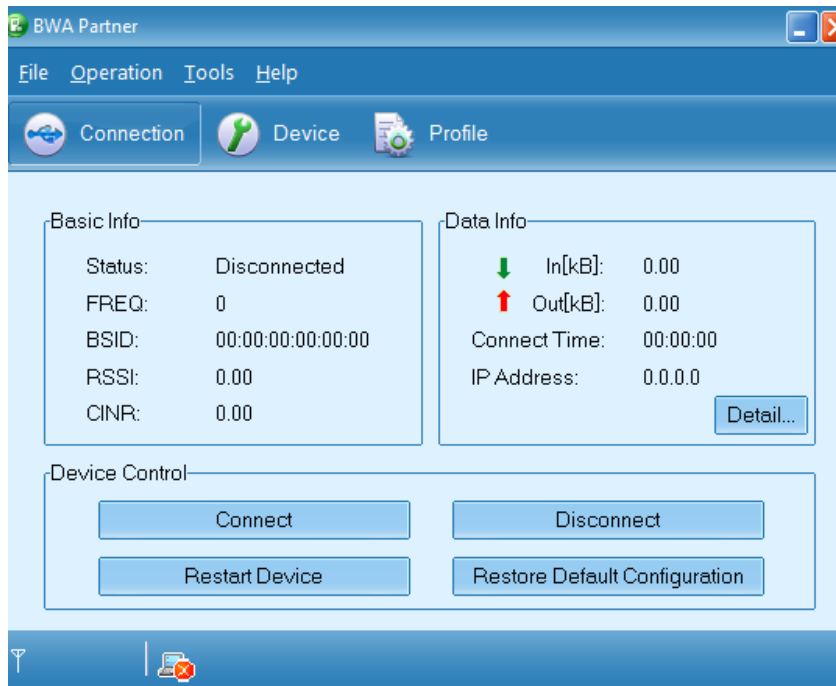 BWA Partner
File Operation Tools Help
Connection Device Profile
Basic Info
Status: Disconnected
FREQ: 0
BSID: 00:00:00:00:00:00
RSSI: 0.00
CINR: 0.00
Data Info
In[kB]: 0.00
Out[kB]: 0.00
Connect Time: 00:00:00
IP Address: 0.0.0.0
Detail...
Device Control
Connect Disconnect
Restart Device Restore Default Configuration